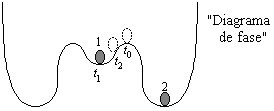 "Diagrama
de fase"
1
t0
t2
t1
2